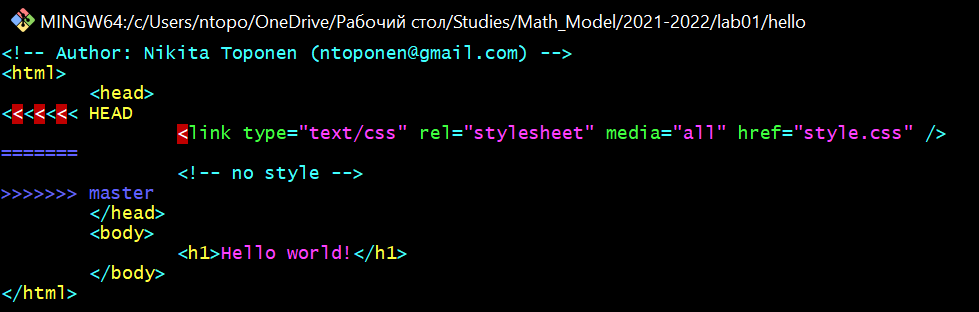 MINGW64:/c/Users/ntopo/OneDrive/Рабочий стол/Studies/Math_Model/2021-2022/lab01/hello
<!-- Author: Nikita Toponen (ntoponen@gmail.com) -->
<html>
        <head>
<<<<<<< HEAD
                <link type="text/css" rel="stylesheet" media="all" href="style.css" />
=======
                <!-- no style -->
>>>>>>> master
        </head>
        <body>
                <h1>Hello world!</h1>
        </body>
</html>